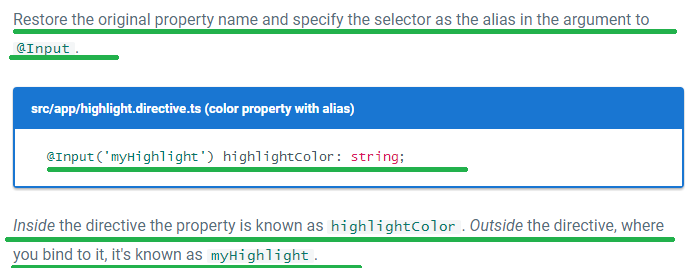 Restore the original property name and specify the selector as the alias in the argument to
@Input.
src/app/highlight.directive.ts (color property with alias)
@Input('myHighlight') highlightColor: string;
Inside the directive the property is known as highlightColor. Outside the directive, where
you bind to it, it's known as myHighlight.